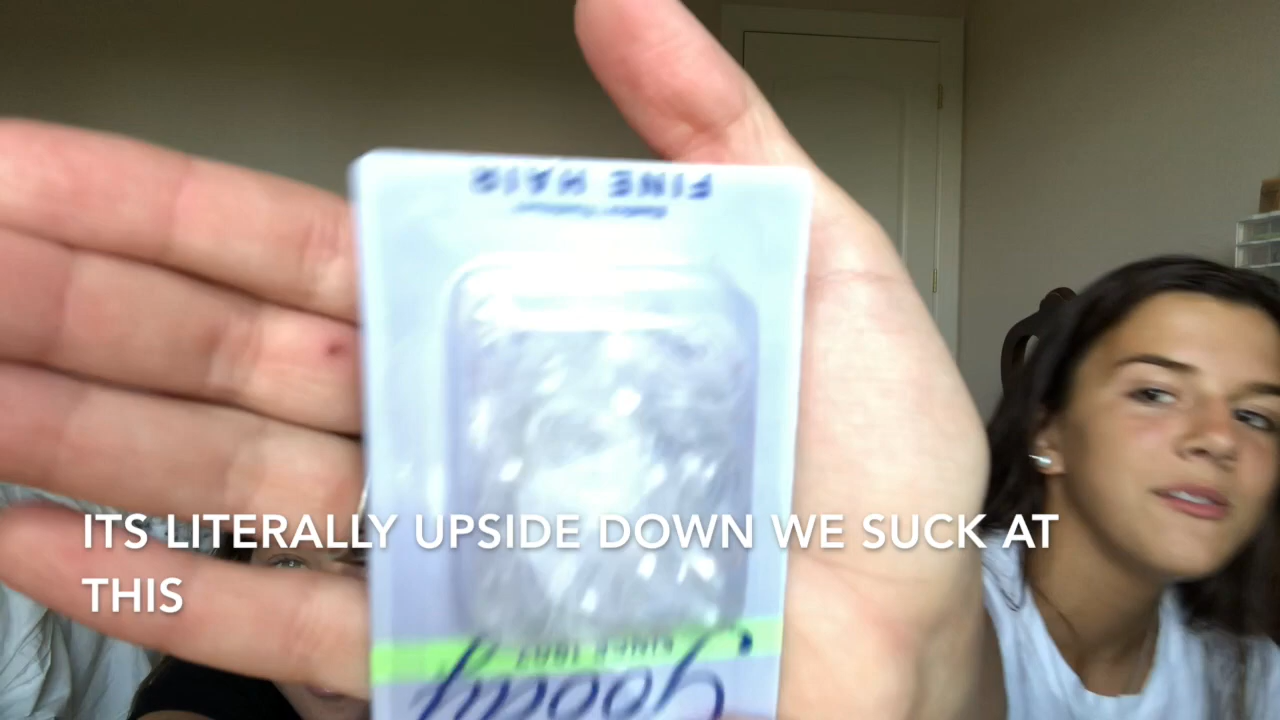 FINE HAIR
ITS LITERALLY UPSIDE DOWN WE SUCK AT
THIS
SINCE 1907
Goody